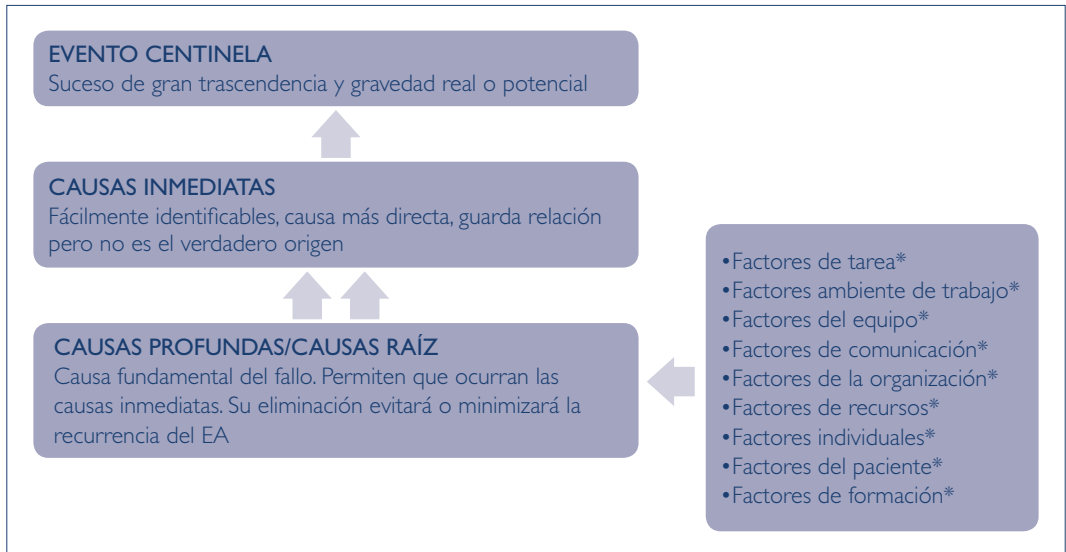 EVENTO CENTINELA
Suceso de gran trascendencia y gravedad real o potencial
CAUSAS INMEDIATAS
Fácilmente identificables, causa más directa, guarda relación
pero no es el verdadero origen
CAUSAS PROFUNDAS/CAUSAS RAÍZ
Causa fundamental del fallo. Permiten que ocurran las
causas inmediatas. Su eliminación evitará o minimizará la
recurrencia del EA
•Factores de tarea*
•Factores ambiente de trabajo*
•Factores del equipo*
•Factores de comunicación*
•Factores de la organización*
•Factores de recursos*
•Factores individuales*
•Factores del paciente*
•Factores de formación*